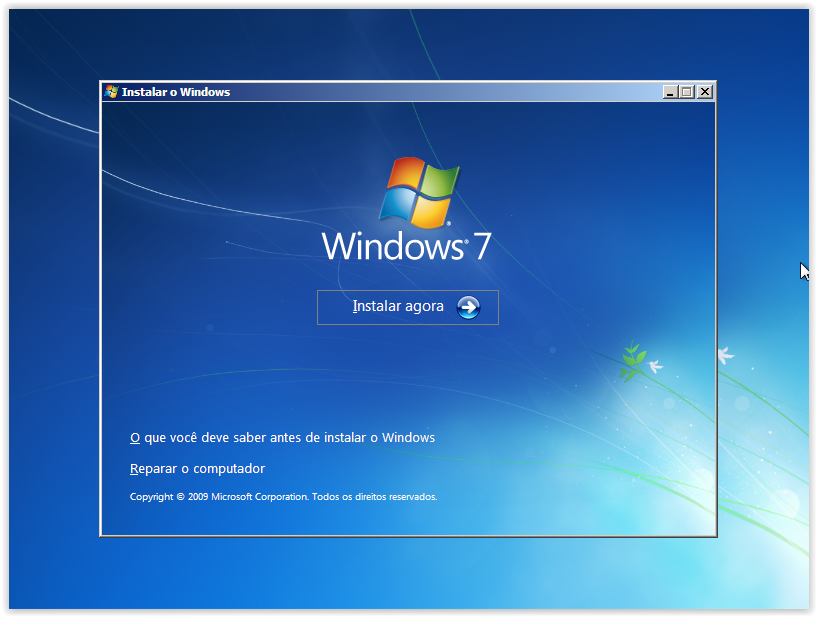 Instalar o Windows
Windows® 7
Instalar agora
O que você deve saber antes de instalar o Windows
Reparar o computador
Copyright © 2009 Microsoft Corporation. Todos os direitos reservados.